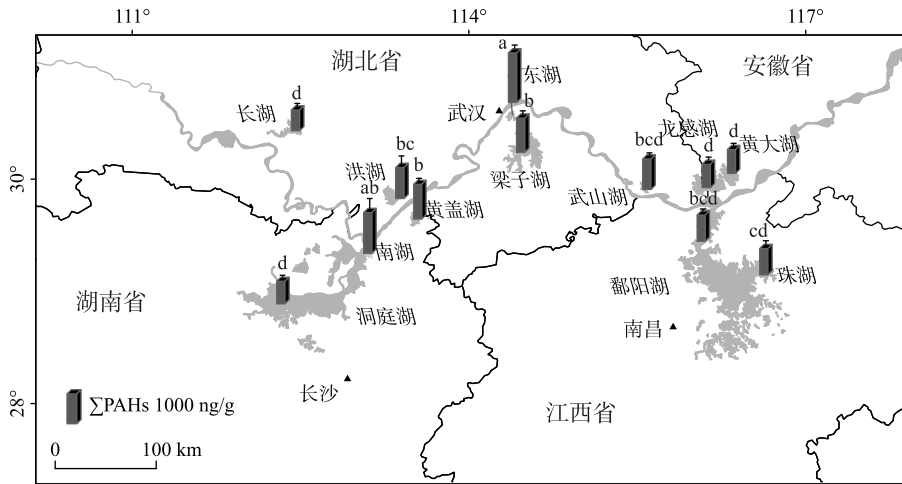 111°
114°
117°
a
湖北省
安徽省
东湖
d
长湖
武汉
b
龙感湖
bcd
d
d
黄大湖
bc
30°
洪湖
b
ab
梁子湖
武山湖
bcd
黄盖湖
南湖
cd
d
鄱阳湖
珠湖
湖南省
洞庭湖
南昌
长沙
∑PAHs 1000 ng/g
28°
江西省
0
100 km